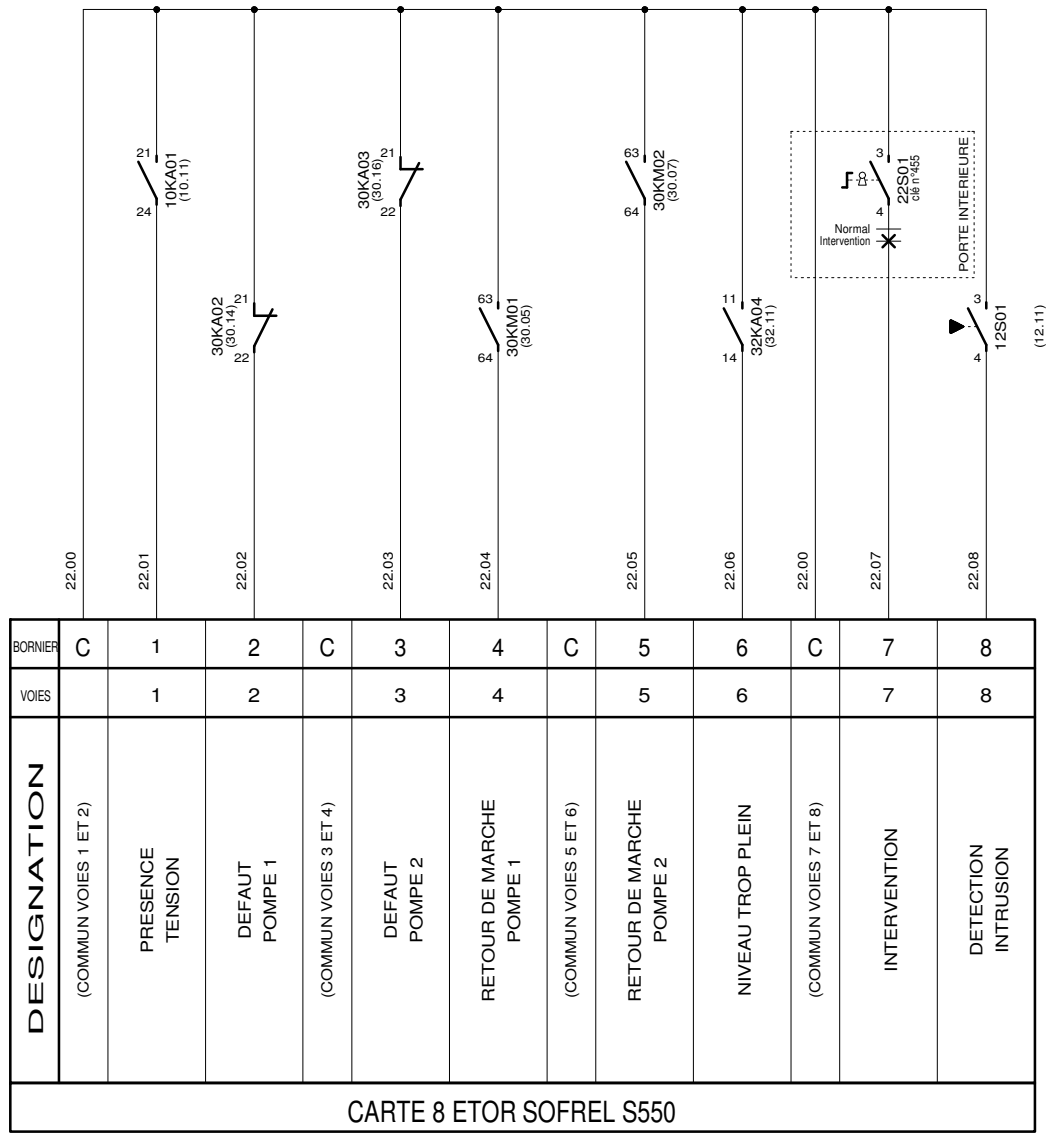 21
24
10KA01
(10.11)
21
22
30KA02
(30.14)
21
22
30KA03
(30.16)
63
64
30KM01
(30.05)
63
64
30KM02
(30.07)
11
14
32KA04
(32.11)
3
4
22S01
clé n°455
Normal
Intervention
PORTE INTERIEURE
3
4
12S01
(12.11)
22.00
22.01
22.02
22.03
22.04
22.05
22.06
22.00
22.07
22.08
BORNIER C 1 2 C 3 4 C 5 6 C 7 8
VOIES 1 2 3 4 5 6 7 8
DESIGNATION
(COMMUN VOIES 1 ET 2)
PRESENCE
TENSION
DEFAUT
POMPE 1
(COMMUN VOIES 3 ET 4)
DEFAUT
POMPE 2
RETOUR DE MARCHE
POMPE 1
(COMMUN VOIES 5 ET 6)
RETOUR DE MARCHE
POMPE 2
NIVEAU TROP PLEIN
(COMMUN VOIES 7 ET 8)
INTERVENTION
DETECTION
INTRUSION
CARTE 8 ETOR SOFREL S550